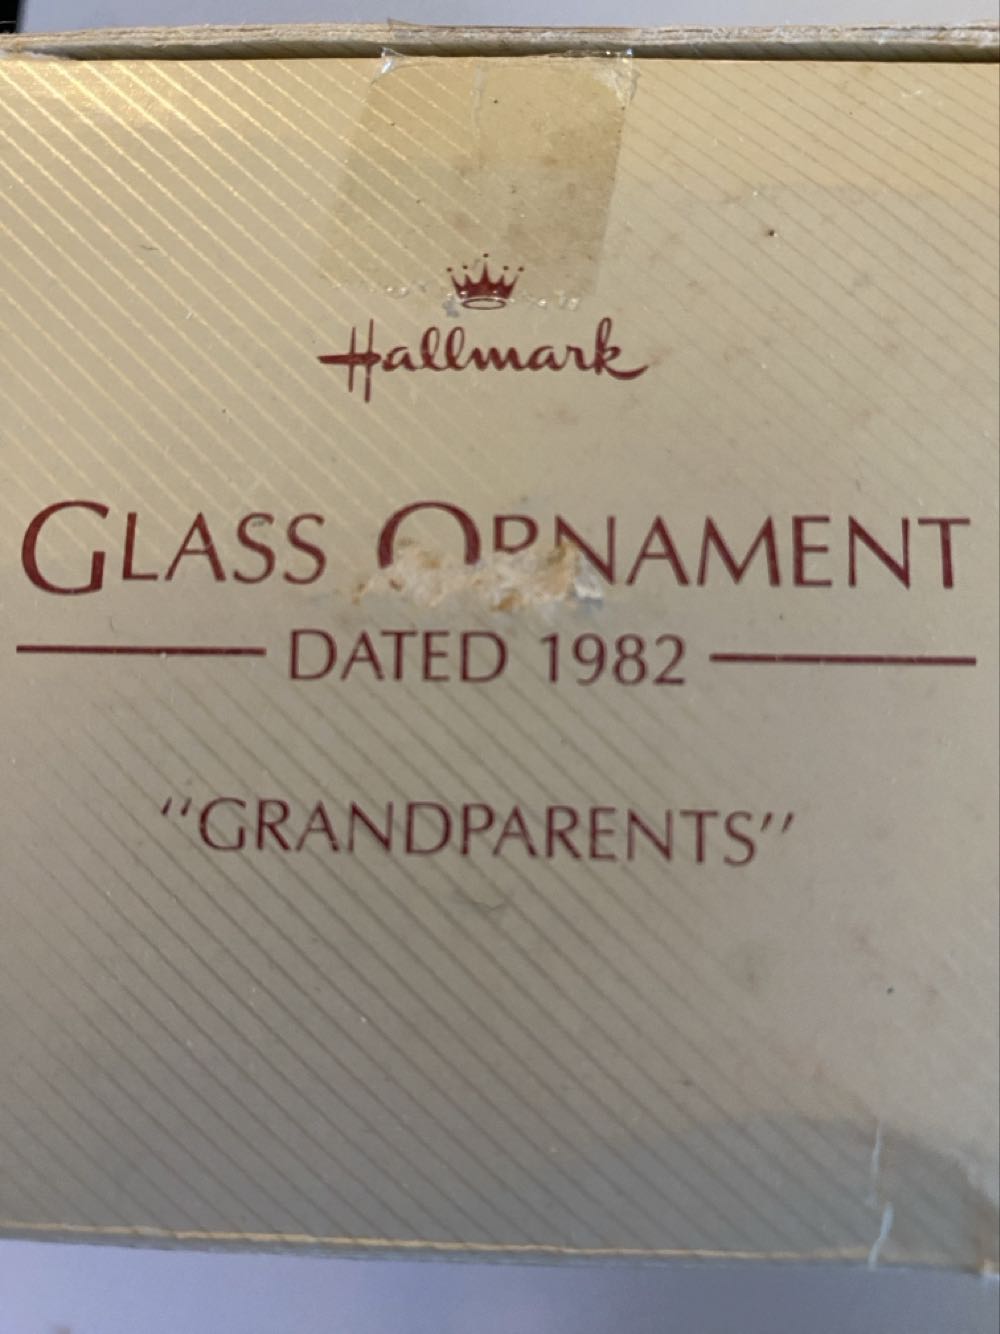 Hallmark
GLASS ORNAMENT
DATED 1982
"GRANDPARENTS"